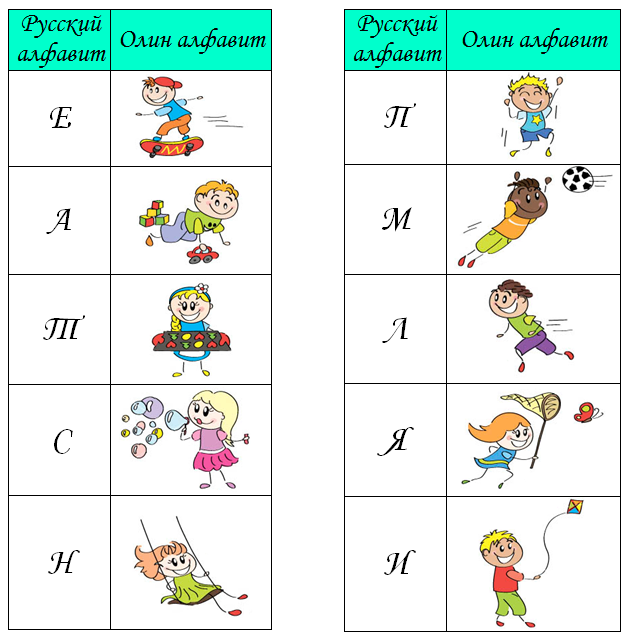 Русский алфавит
Олин алфавит
Е
А
Т
С
Н
Русский алфавит
Олин алфавит
П
М
Л
Я
И